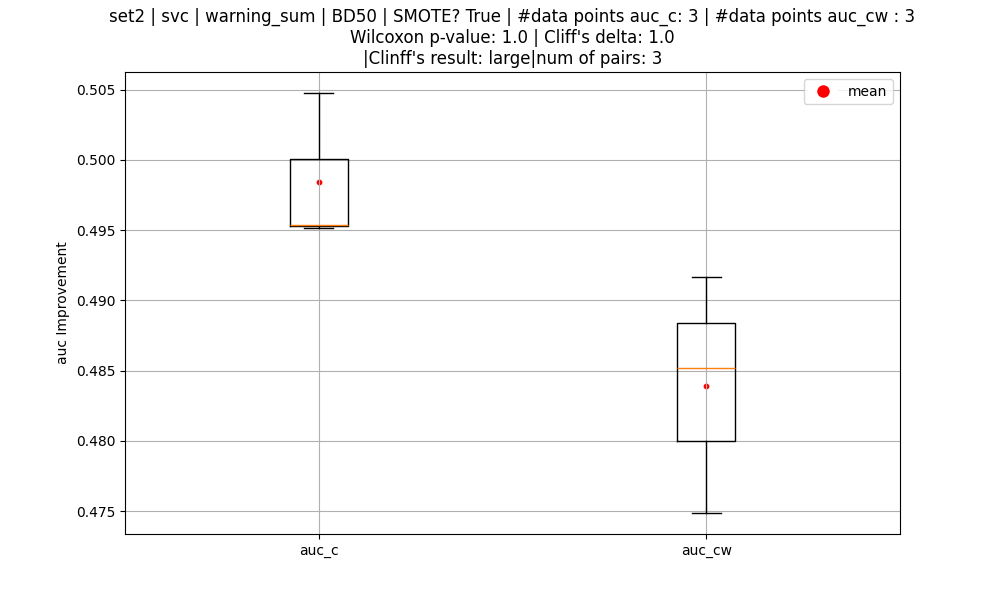 set2 | svc | warning_sum | BD50 | SMOTE? True | #data points auc_c: 3 | #data points auc_cw : 3
Wilcoxon p-value: 1.0 | Cliff's delta: 1.0
|Clinff's result: large|num of pairs: 3
mean
0.505
0.500
0.495
0.490
0.485
0.480
0.475
auc Improvement
auc_c
auc_cw